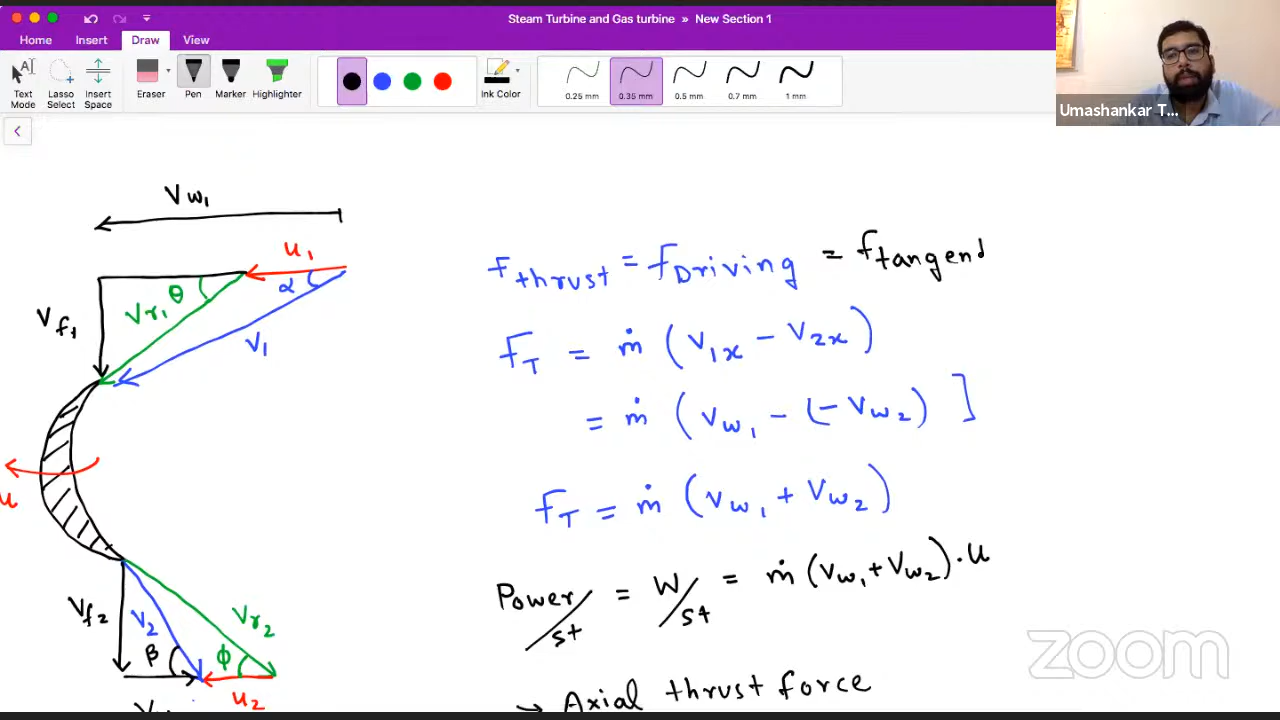 Steam Turbine and Gas turbine » New Section 1
Home Insert Draw View
Text Mode
Lasso Select
Insert Space
Eraser
Pen
Marker
Highlighter
Ink Color
0.25 mm
0.35 mm
0.5 mm
0.7 mm
1 mm
Umashankar T...
Vw₁
u₁
θ
α
Vr₁
Vf₁
V₁
u
Vf₂
V₂
Vr₂
β
φ
u₂
Fthrust = fDriving = ftangend
FT = ṁ (V1x − V2x)
= ṁ (Vw₁ − (−Vw₂) ]
FT = ṁ (Vw₁ + Vw₂)
Power/st = W/st = ṁ (Vw₁ + Vw₂) · u
→ Axial thrust force
zoom